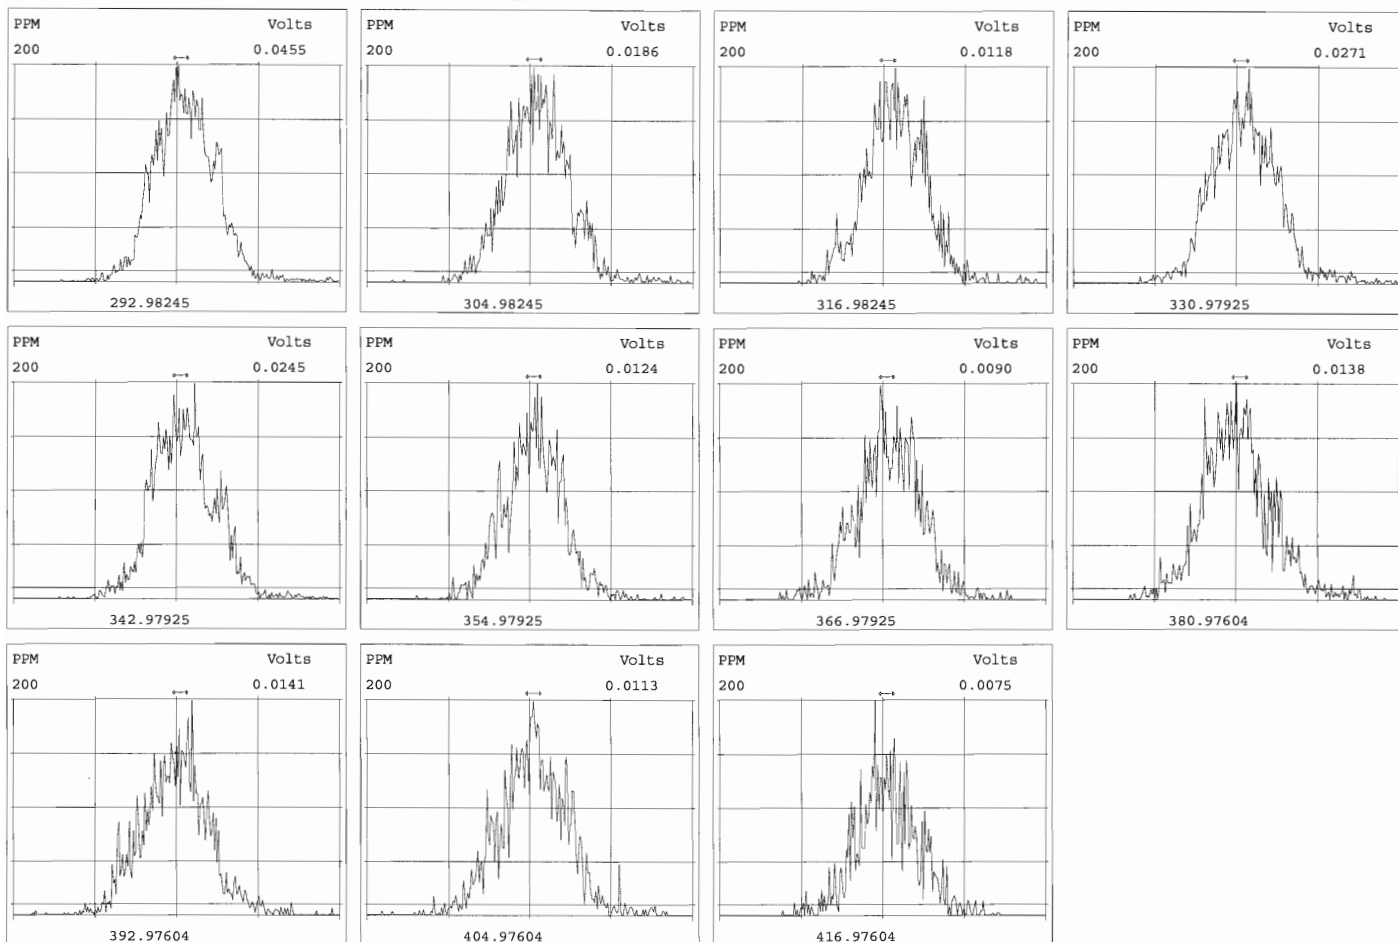 PPM Volts
200 0.0455
292.98245
PPM Volts
200 0.0186
304.98245
PPM Volts
200 0.0118
316.98245
PPM Volts
200 0.0271
330.97925
PPM Volts
200 0.0245
342.97925
PPM Volts
200 0.0124
354.97925
PPM Volts
200 0.0090
366.97925
PPM Volts
200 0.0138
380.97604
PPM Volts
200 0.0141
392.97604
PPM Volts
200 0.0113
404.97604
PPM Volts
200 0.0075
416.97604